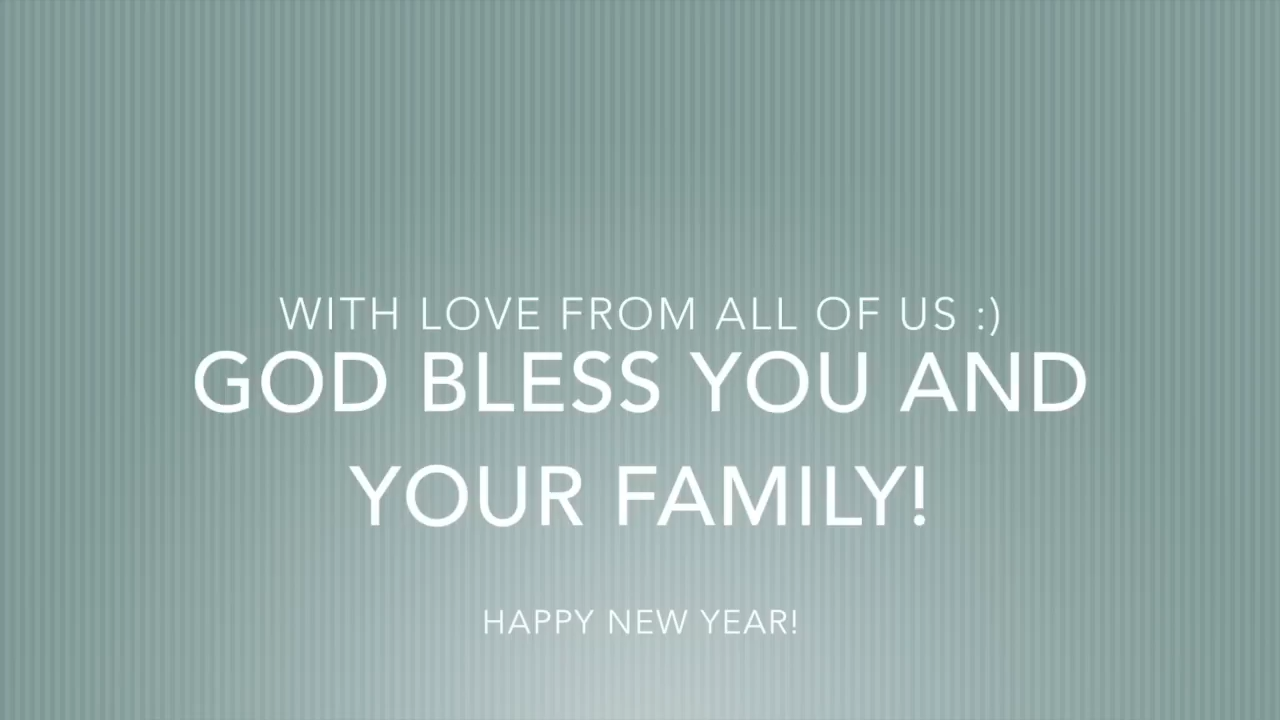 WITH LOVE FROM ALL OF US :)
GOD BLESS YOU AND
YOUR FAMILY!
HAPPY NEW YEAR!